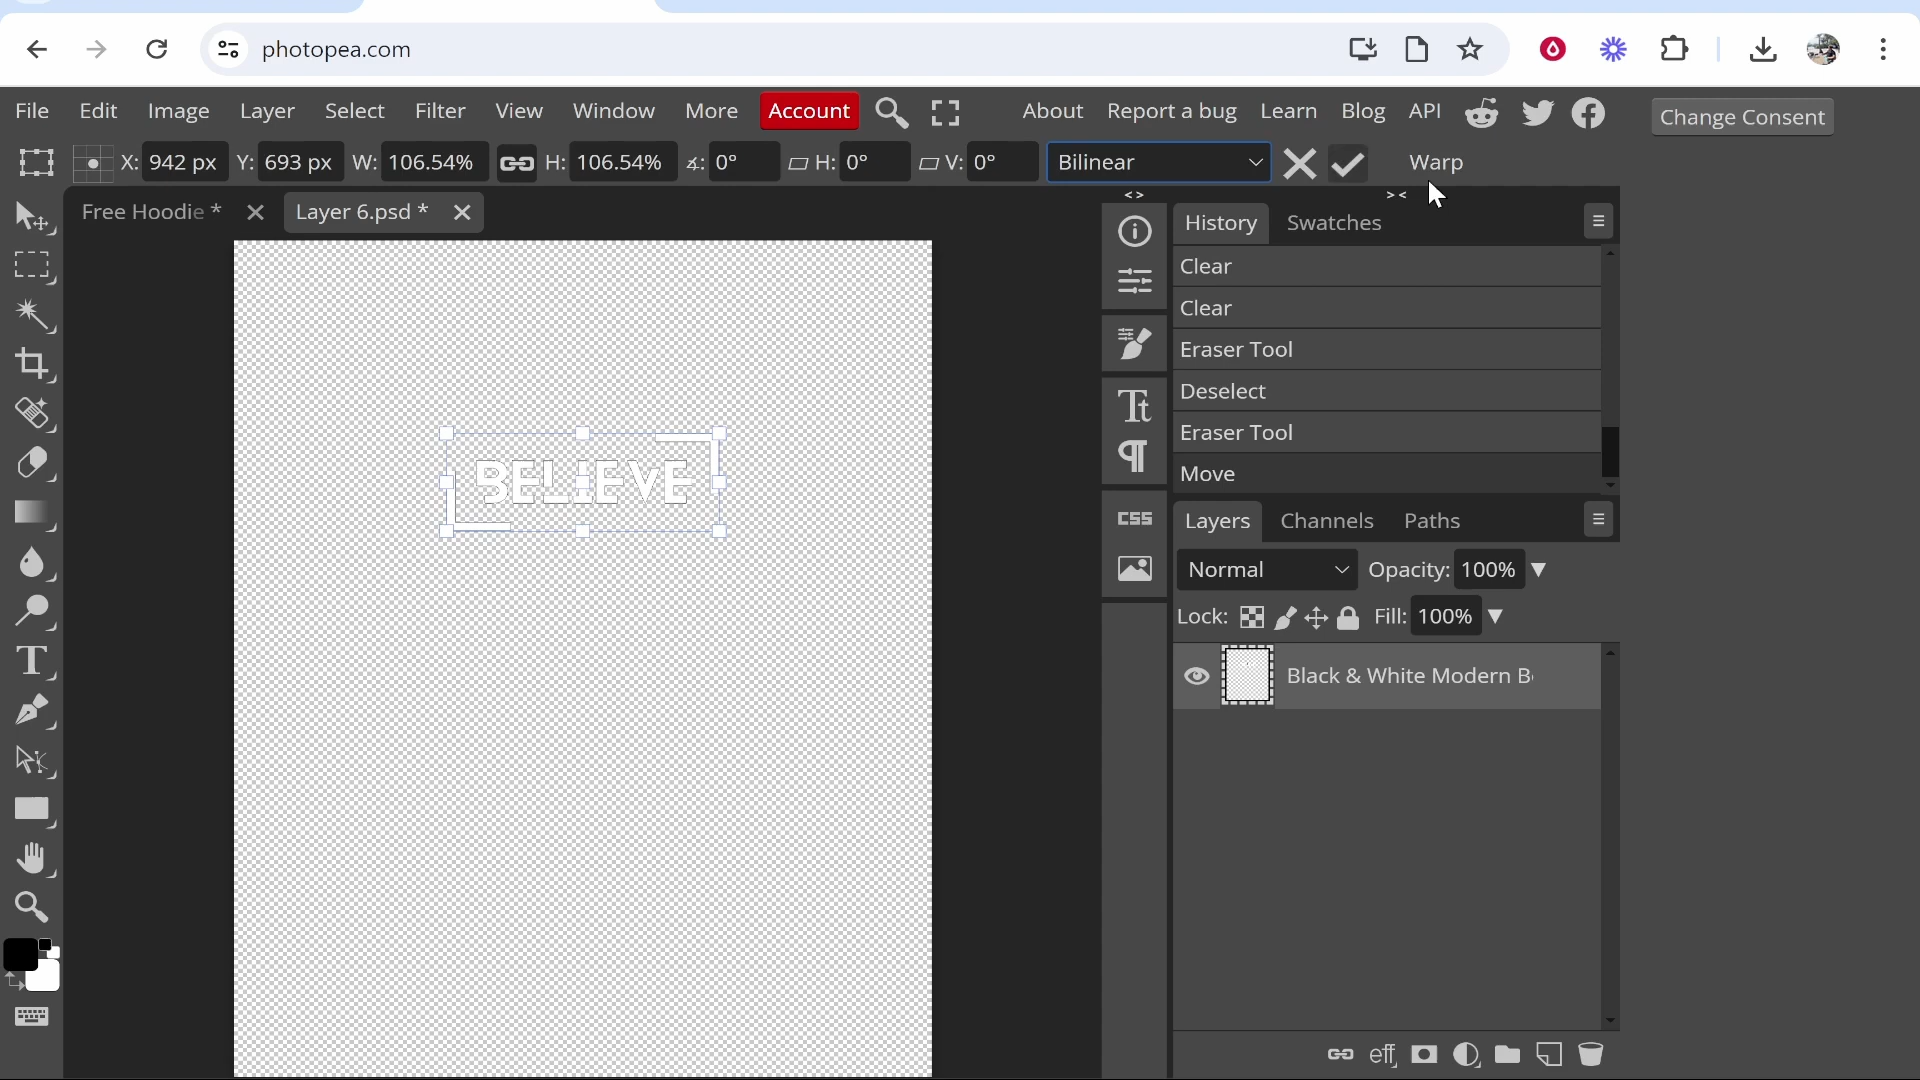 photopea.com
File Edit Image Layer Select Filter View Window More Account About Report a bug Learn Blog API Change Consent
X: 942 px Y: 693 px W: 106.54% H: 106.54% ∡: 0° H: 0° V: 0° Bilinear Warp
Free Hoodie * Layer 6.psd *
< > > <
History Swatches
Clear
Clear
Eraser Tool
Deselect
Eraser Tool
Move
BELIEVE
CSS
Layers Channels Paths
Normal Opacity: 100%
Lock: Fill: 100%
Black & White Modern B
eff